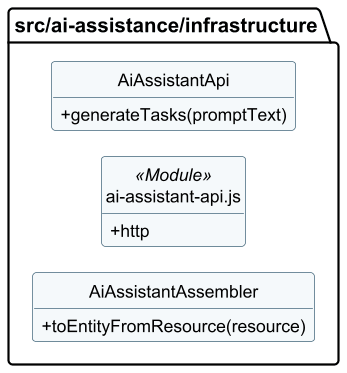 src/ai-assistance/infrastructure
AiAssistantApi
+generateTasks(promptText)
«Module»
ai-assistant-api.js
+http
AiAssistantAssembler
+toEntityFromResource(resource)